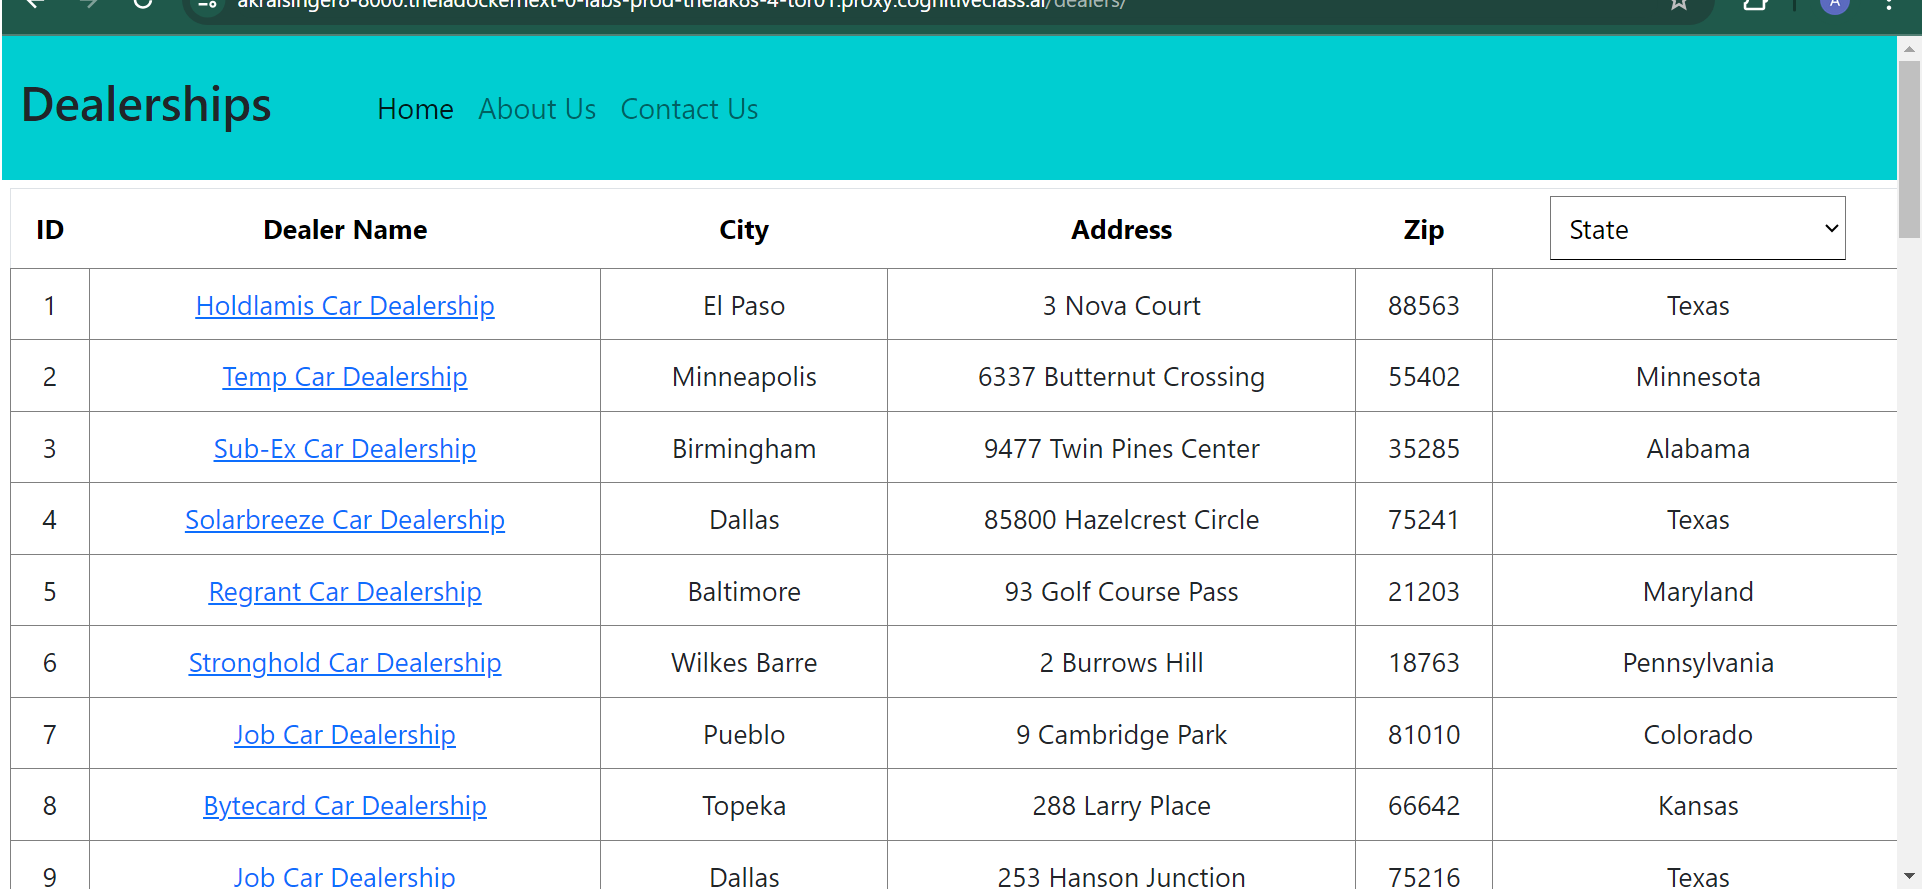 akraisinger8-8000.theiadockernext-0-labs-prod-theiak8s-4-tor01.proxy.cognitiveclass.ai/dealers/
A
Dealerships Home About Us Contact Us
ID Dealer Name City Address Zip State
1 Holdlamis Car Dealership El Paso 3 Nova Court 88563 Texas
2 Temp Car Dealership Minneapolis 6337 Butternut Crossing 55402 Minnesota
3 Sub-Ex Car Dealership Birmingham 9477 Twin Pines Center 35285 Alabama
4 Solarbreeze Car Dealership Dallas 85800 Hazelcrest Circle 75241 Texas
5 Regrant Car Dealership Baltimore 93 Golf Course Pass 21203 Maryland
6 Stronghold Car Dealership Wilkes Barre 2 Burrows Hill 18763 Pennsylvania
7 Job Car Dealership Pueblo 9 Cambridge Park 81010 Colorado
8 Bytecard Car Dealership Topeka 288 Larry Place 66642 Kansas
9 Job Car Dealership Dallas 253 Hanson Junction 75216 Texas